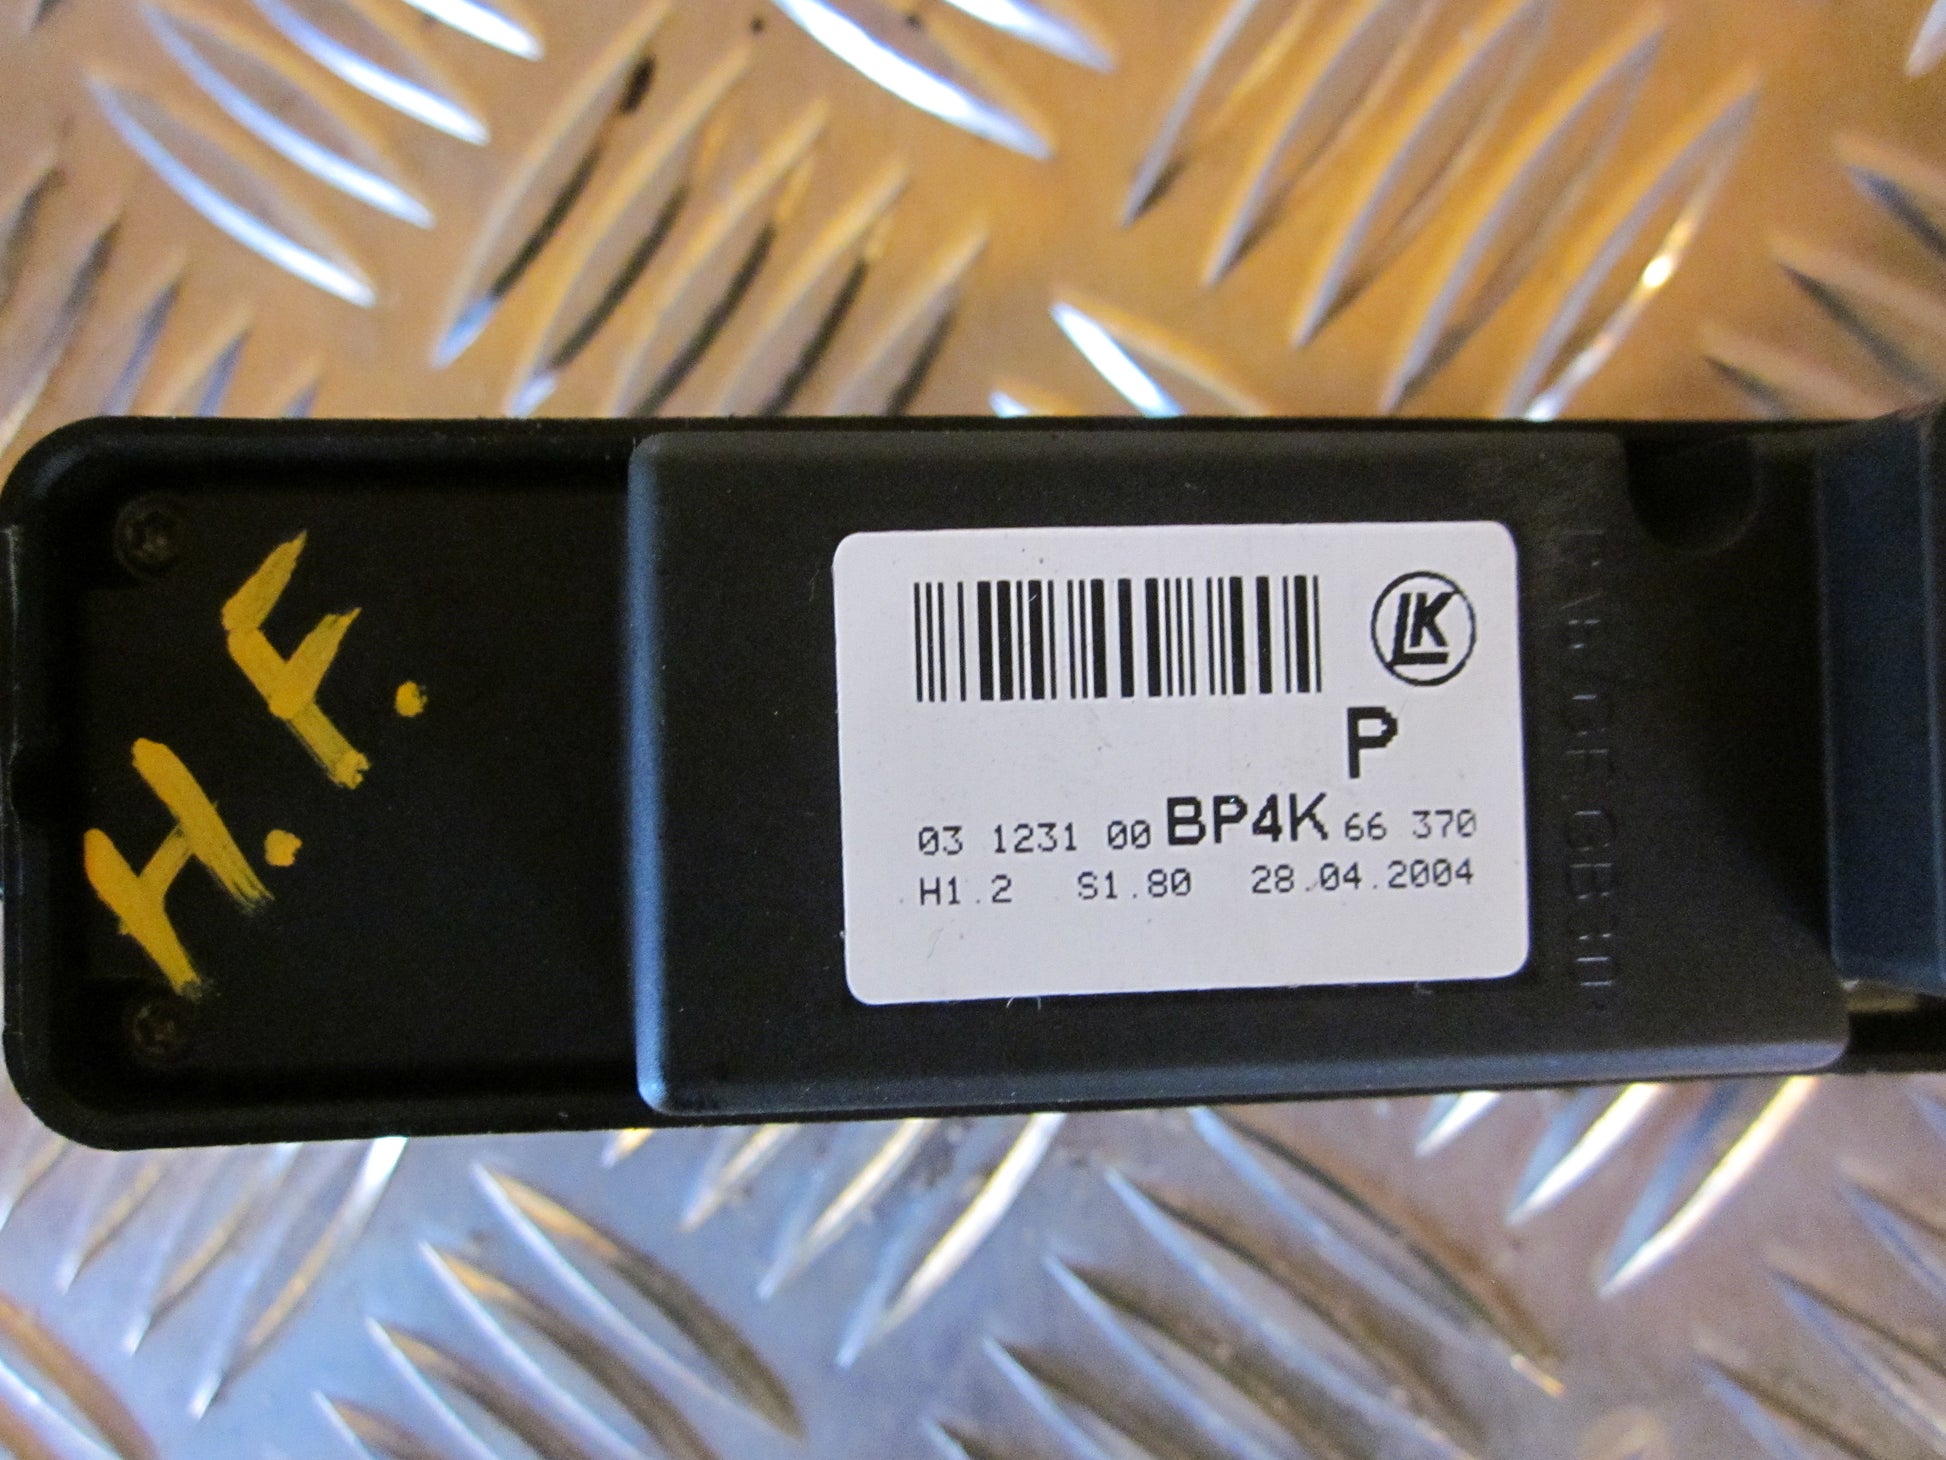 H.F.
LK
P
03 1231 00 BP4K 66 370
H1.2 S1.80 28.04.2004